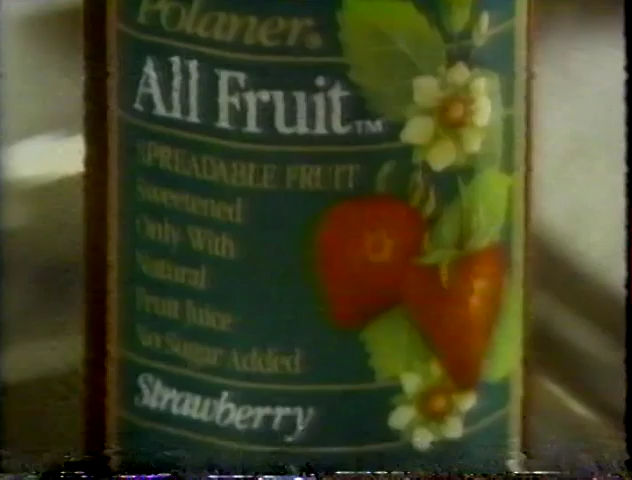 Polaner®
All Fruit™
SPREADABLE FRUIT
Sweetened
Only With
Natural
Fruit Juice
No Sugar Added
Strawberry